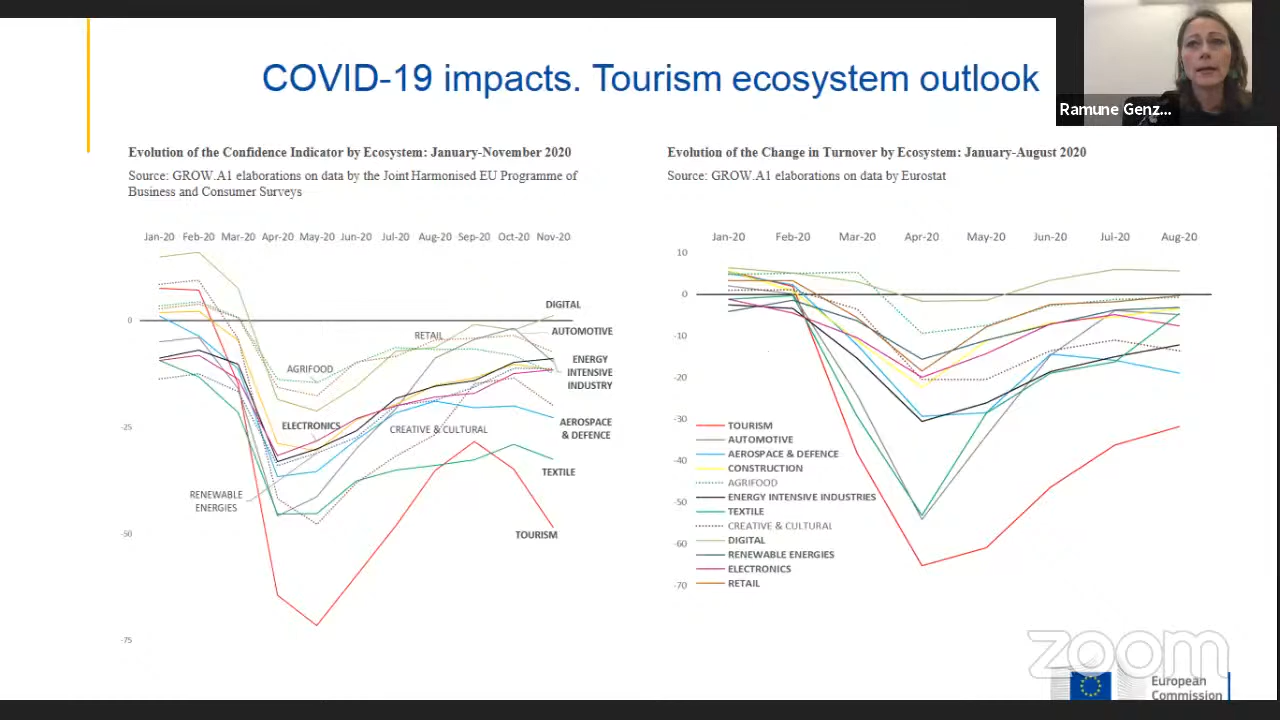 COVID-19 impacts. Tourism ecosystem outlook
Ramune Genz...
Evolution of the Confidence Indicator by Ecosystem: January-November 2020
Source: GROW.A1 elaborations on data by the Joint Harmonised EU Programme of
Business and Consumer Surveys
Jan-20 Feb-20 Mar-20 Apr-20 May-20 Jun-20 Jul-20 Aug-20 Sep-20 Oct-20 Nov-20
0
-25
-50
-75
DIGITAL
RETAIL
AUTOMOTIVE
AGRIFOOD
ENERGY
INTENSIVE
INDUSTRY
ELECTRONICS
CREATIVE & CULTURAL
AEROSPACE
& DEFENCE
TEXTILE
RENEWABLE
ENERGIES
TOURISM
Evolution of the Change in Turnover by Ecosystem: January-August 2020
Source: GROW.A1 elaborations on data by Eurostat
Jan-20 Feb-20 Mar-20 Apr-20 May-20 Jun-20 Jul-20 Aug-20
10
0
-10
-20
-30
-40
-50
-60
-70
TOURISM
AUTOMOTIVE
AEROSPACE & DEFENCE
CONSTRUCTION
AGRIFOOD
ENERGY INTENSIVE INDUSTRIES
TEXTILE
CREATIVE & CULTURAL
DIGITAL
RENEWABLE ENERGIES
ELECTRONICS
RETAIL
zoom
European
Commission